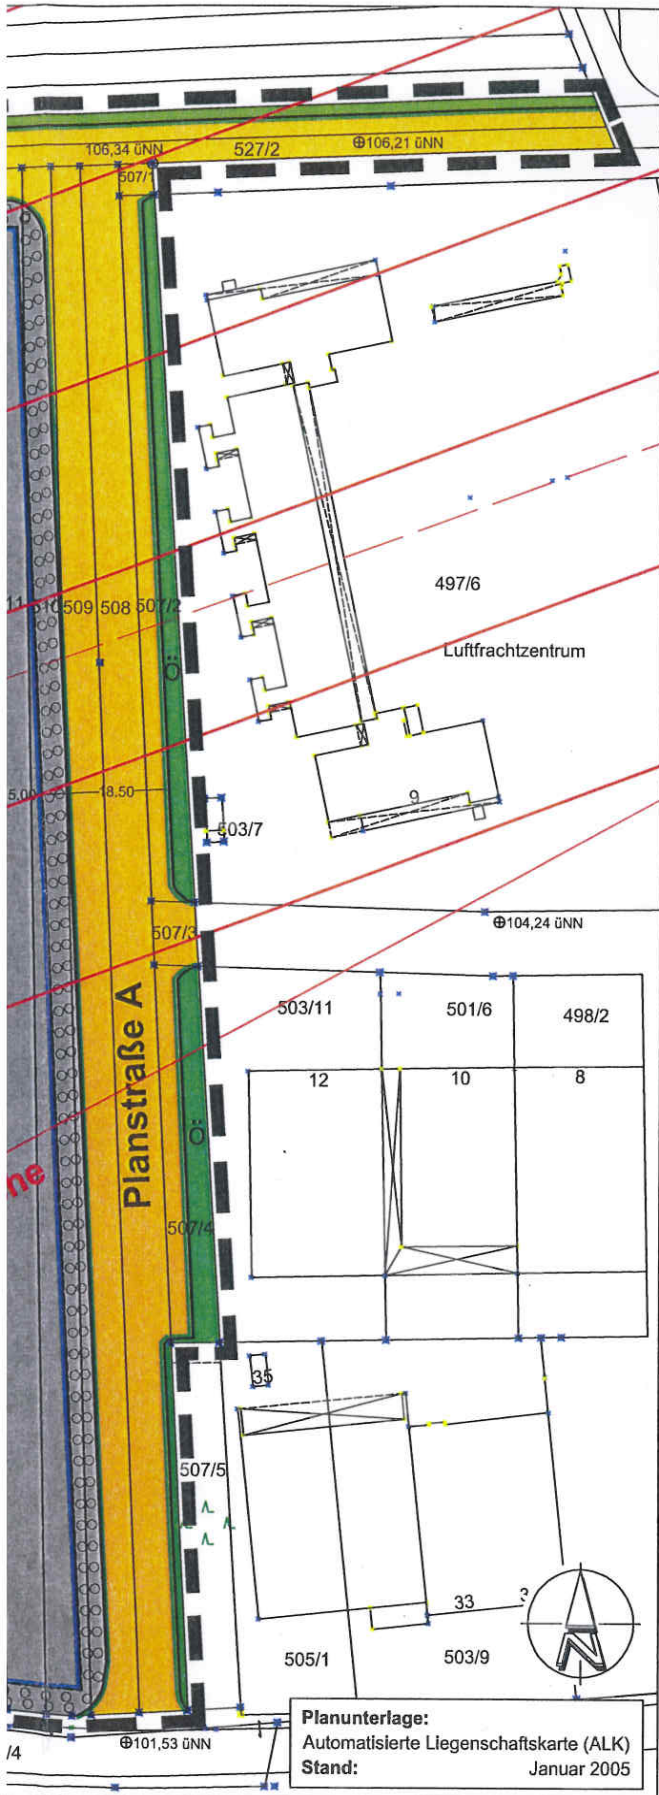 106,34 üNN
527/2
106,21 üNN
507/1
11
510
509
508
507/2
497/6
Luftfrachtzentrum
Ö
5.00
18.50
9
503/7
507/3
104,24 üNN
Planstraße A
503/11
501/6
498/2
12
10
8
Ö
ne
507/4
35
507/5
33
3
505/1
503/9
N
Planunterlage:
Automatisierte Liegenschaftskarte (ALK)
Stand: Januar 2005
/4
101,53 üNN